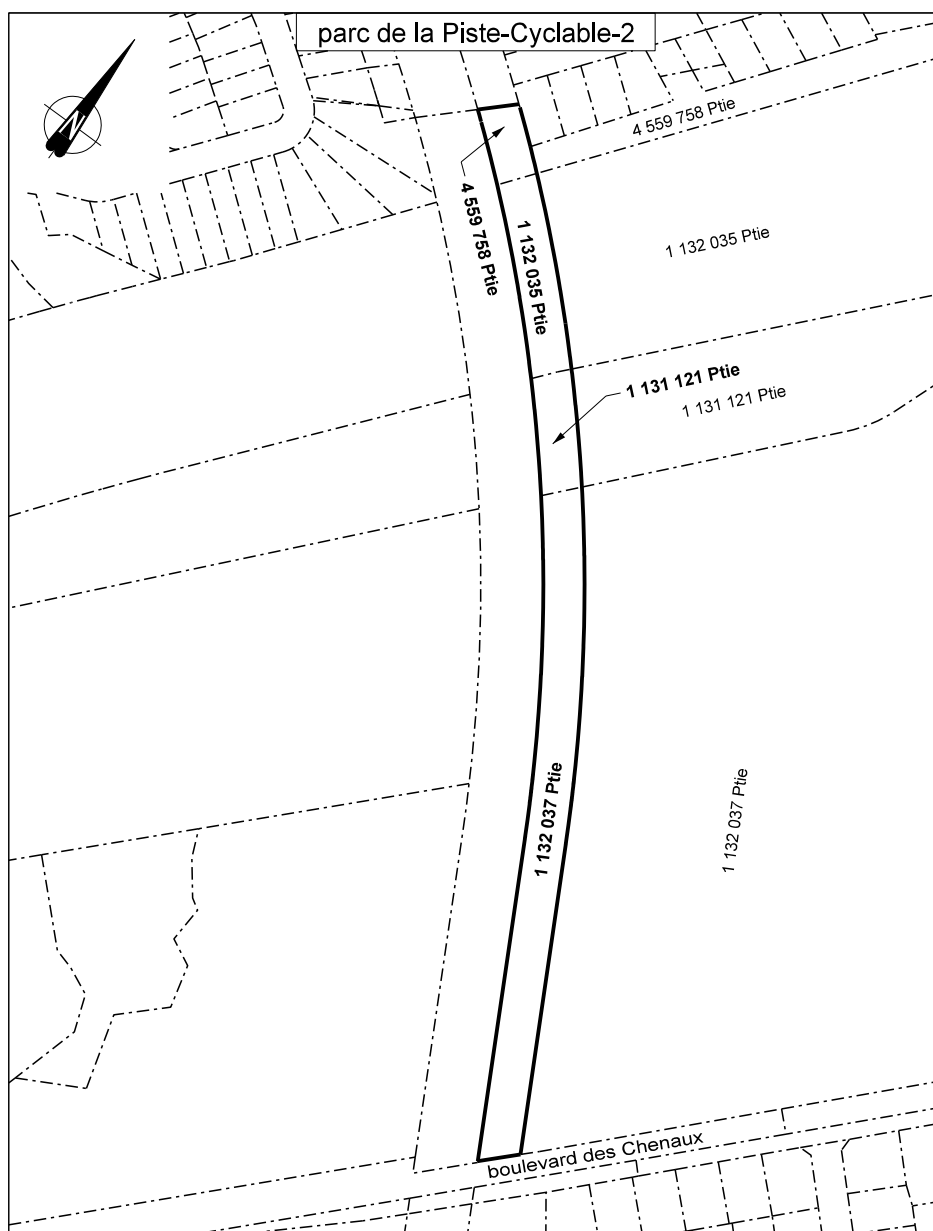 parc de la Piste-Cyclable-2
N
4 559 758 Ptie
4 559 758 Ptie
1 132 035 Ptie
1 132 035 Ptie
1 131 121 Ptie
1 131 121 Ptie
1 132 037 Ptie
1 132 037 Ptie
boulevard des Chenaux